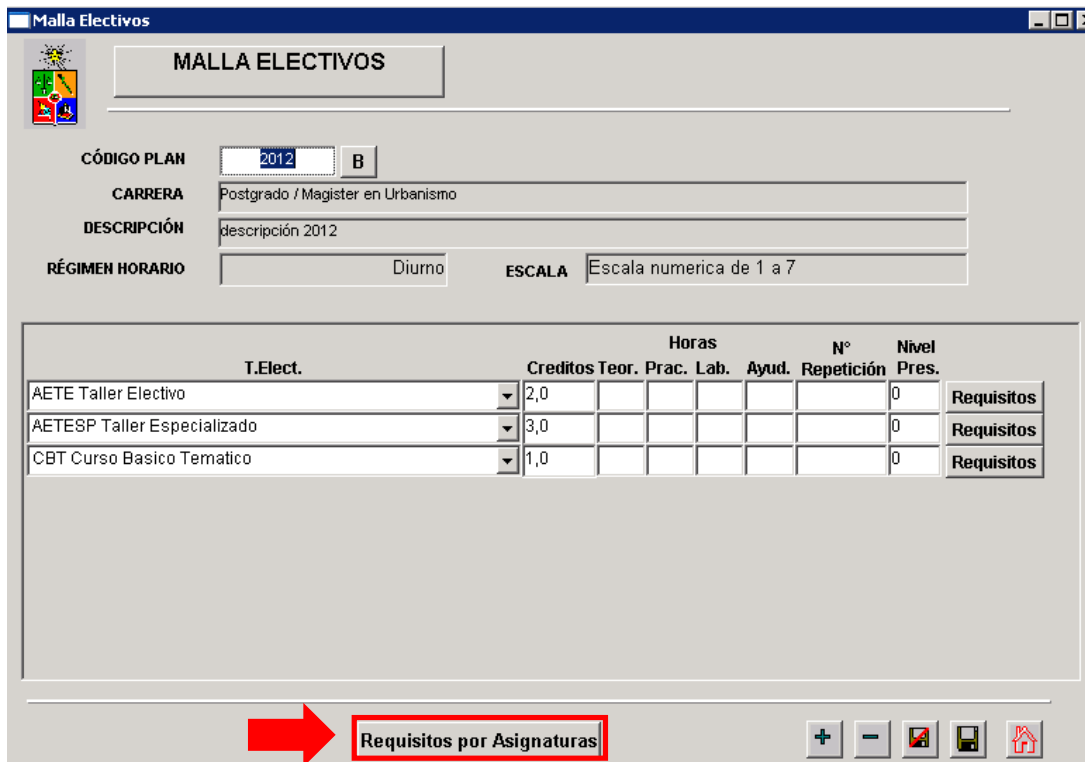 Malla Electivos
MALLA ELECTIVOS
CÓDIGO PLAN 2012 B
CARRERA Postgrado / Magister en Urbanismo
DESCRIPCIÓN descripción 2012
RÉGIMEN HORARIO Diurno ESCALA Escala numerica de 1 a 7
Horas N° Nivel
T.Elect. Creditos Teor. Prac. Lab. Ayud. Repetición Pres.
AETE Taller Electivo 2,0 0 Requisitos
AETESP Taller Especializado 3,0 0 Requisitos
CBT Curso Basico Tematico 1,0 0 Requisitos
Requisitos por Asignaturas